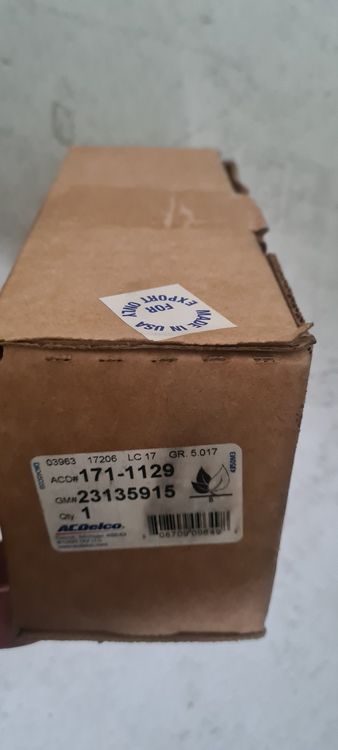 MADE IN USA
FOR
EXPORT ONLY
03963 17206 LC 17 GR. 5.017
ACD# 171-1129
GM# 23135915
Qty. 1
ACDelco